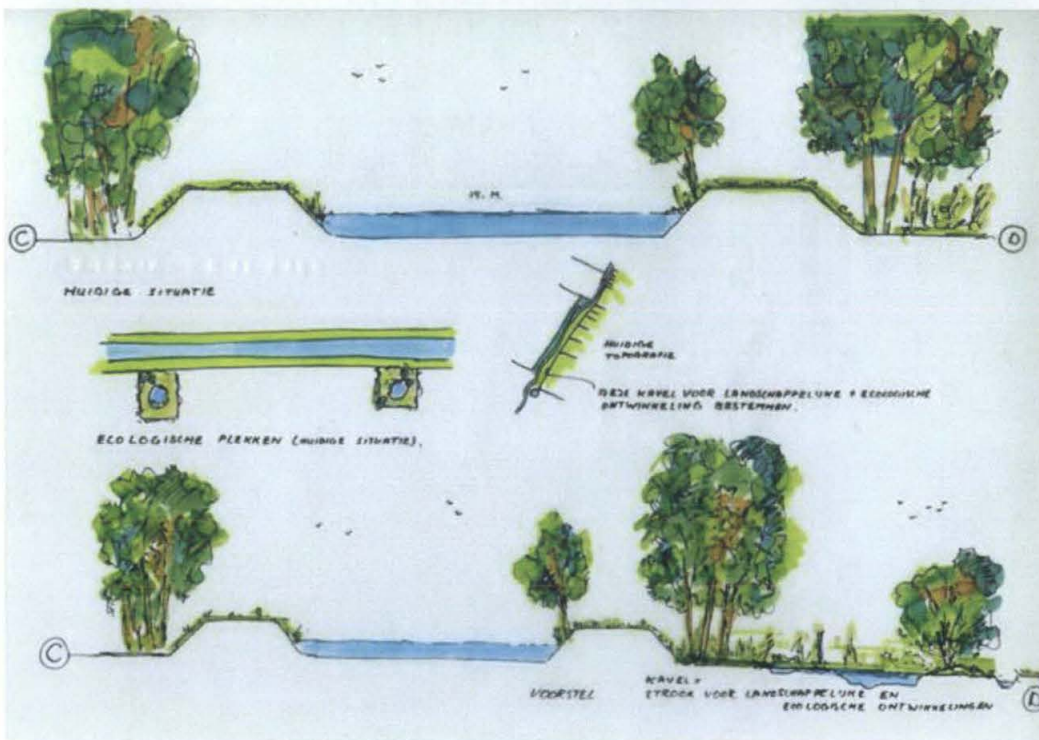 C
D
HUIDIGE SITUATIE
HUIDIGE
TOPOGRAFIE
DEZE KAVEL VOOR LANDSCHAPPELIJKE + ECOLOGISCHE
ONTWIKKELING BESTEMMEN.
ECOLOGISCHE PLEKKEN (HUIDIGE SITUATIE).
C
D
VOORSTEL
KAVEL =
STROOK VOOR LANDSCHAPPELIJKE EN
ECOLOGISCHE ONTWIKKELINGEN